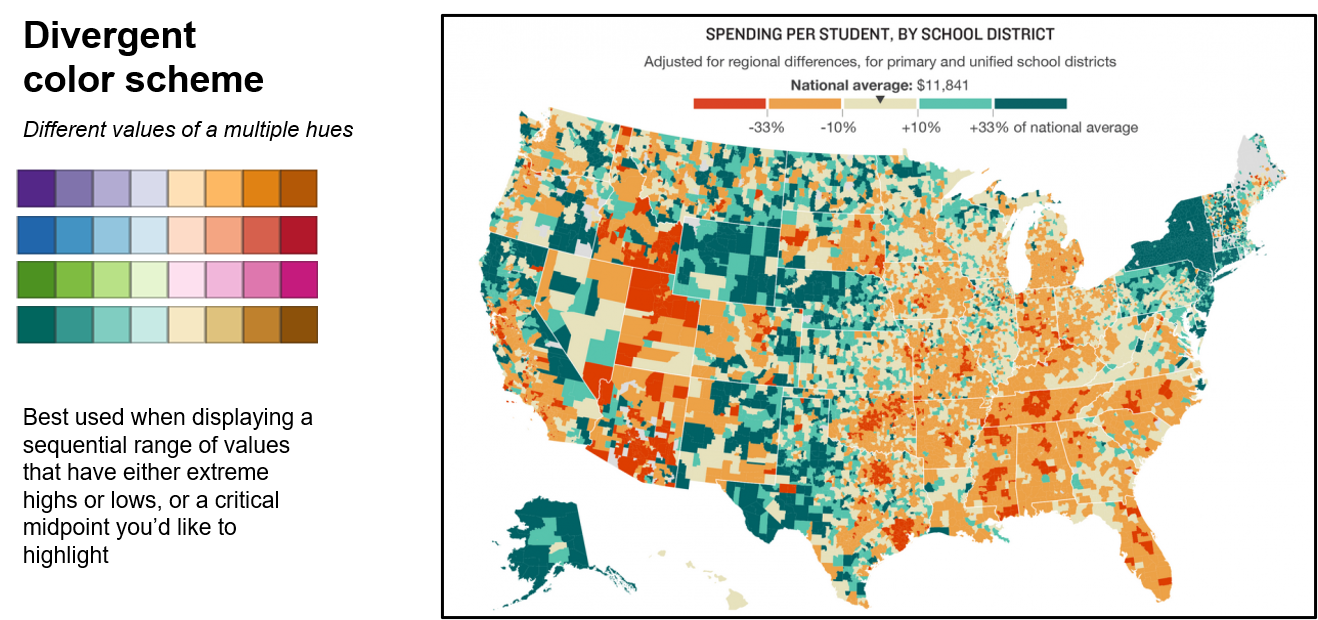 Divergent
color scheme
Different values of a multiple hues
Best used when displaying a
sequential range of values
that have either extreme
highs or lows, or a critical
midpoint you’d like to
highlight
SPENDING PER STUDENT, BY SCHOOL DISTRICT
Adjusted for regional differences, for primary and unified school districts
National average: $11,841
-33% -10% +10% +33% of national average